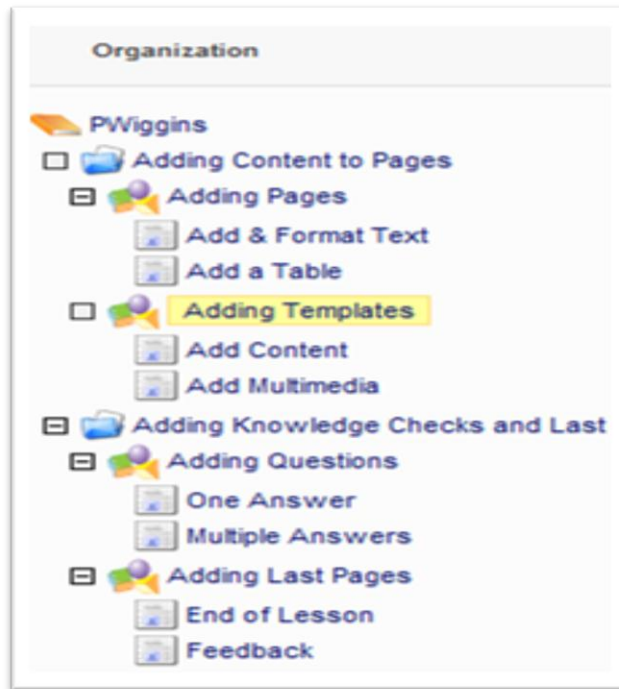 Organization
PWiggins
Adding Content to Pages
Adding Pages
Add & Format Text
Add a Table
Adding Templates
Add Content
Add Multimedia
Adding Knowledge Checks and Last
Adding Questions
One Answer
Multiple Answers
Adding Last Pages
End of Lesson
Feedback